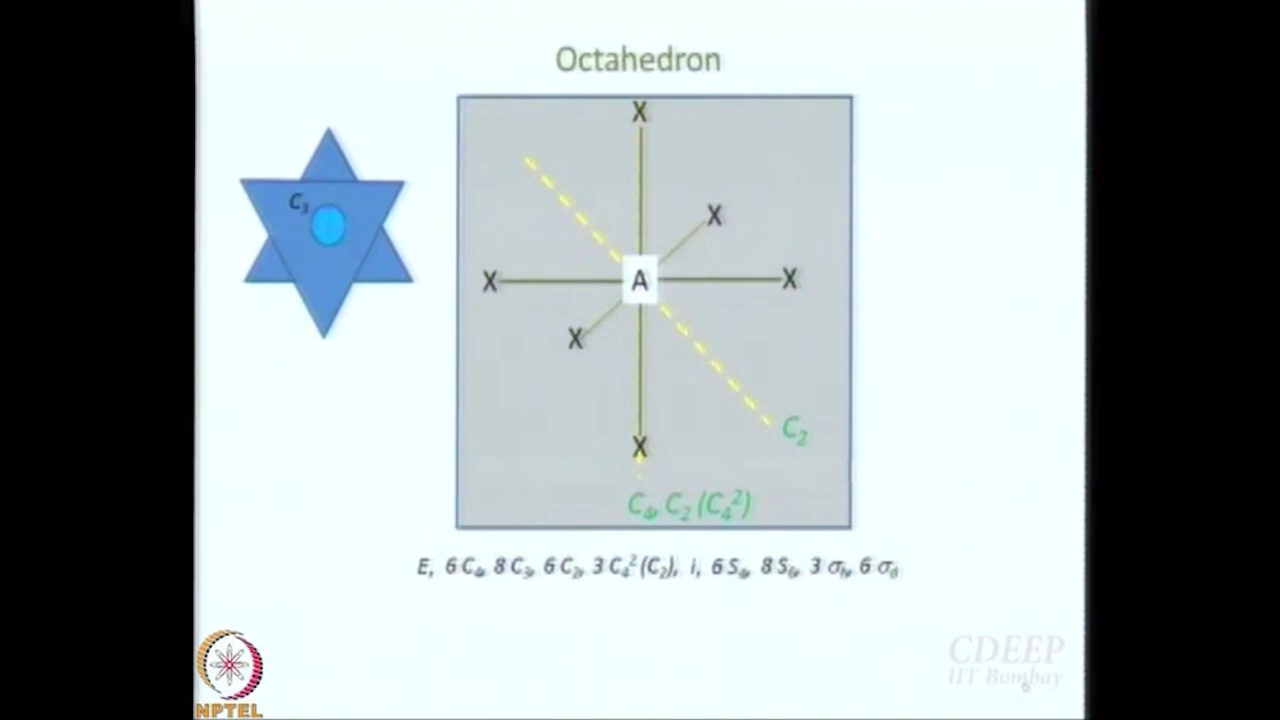 Octahedron
X
C₃
X
X A X
X
C₂
X
C₄, C₂ (C₄²)
E, 6 C₄, 8 C₃, 6 C₂, 3 C₄² (C₂), i, 6 S₄, 8 S₆, 3 σₕ, 6 σd
CDEEP
IIT Bombay
6
NPTEL